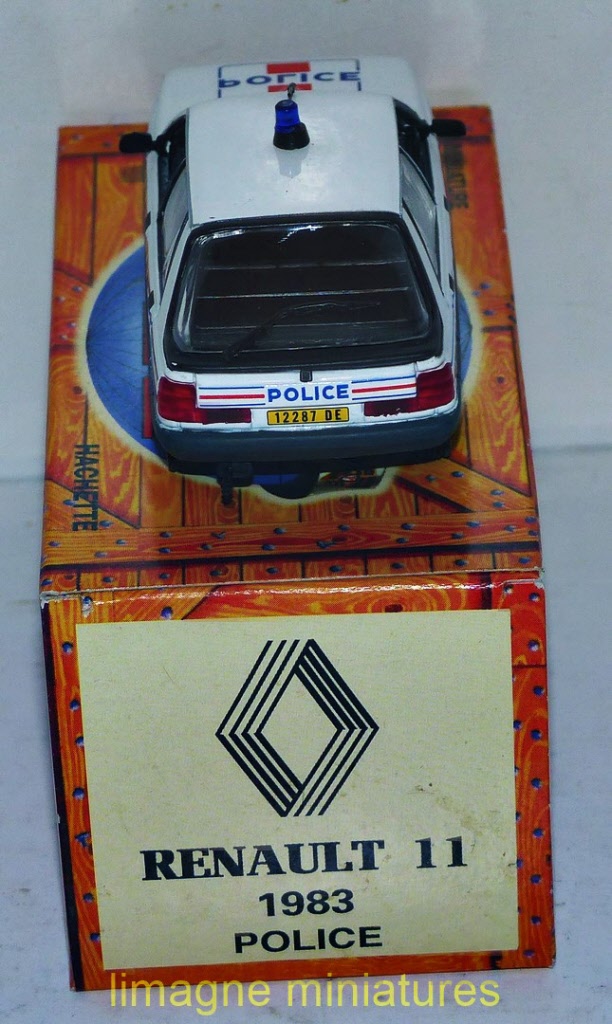 POLICE
POLICE
12287 DE
HACHETTE
RENAULT 11
1983
POLICE
limagne miniatures